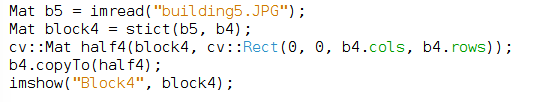 Mat b5 = imread("building5.JPG");
Mat block4 = stict(b5, b4);
cv::Mat half4(block4, cv::Rect(0, 0, b4.cols, b4.rows));
b4.copyTo(half4);
imshow("Block4", block4);